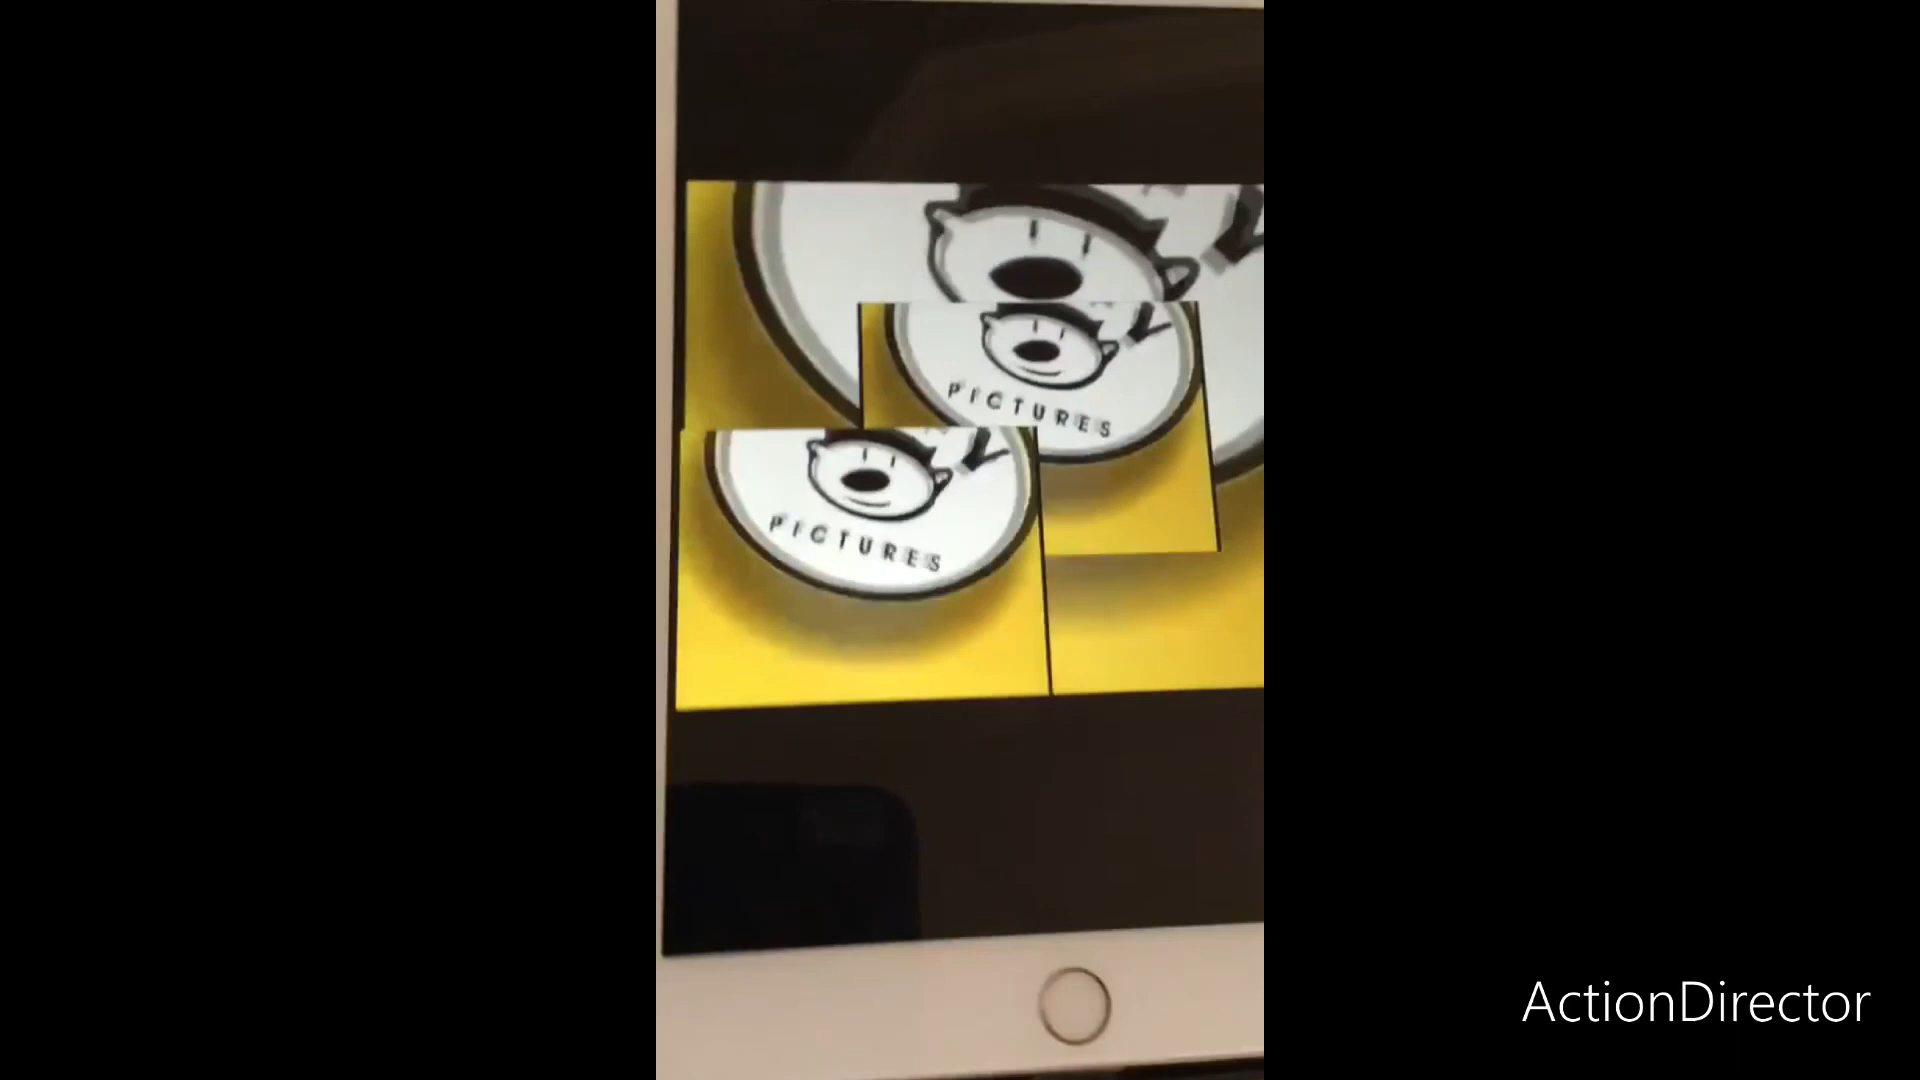 Y
Y
PICTURES
Y
PICTURES
ActionDirector